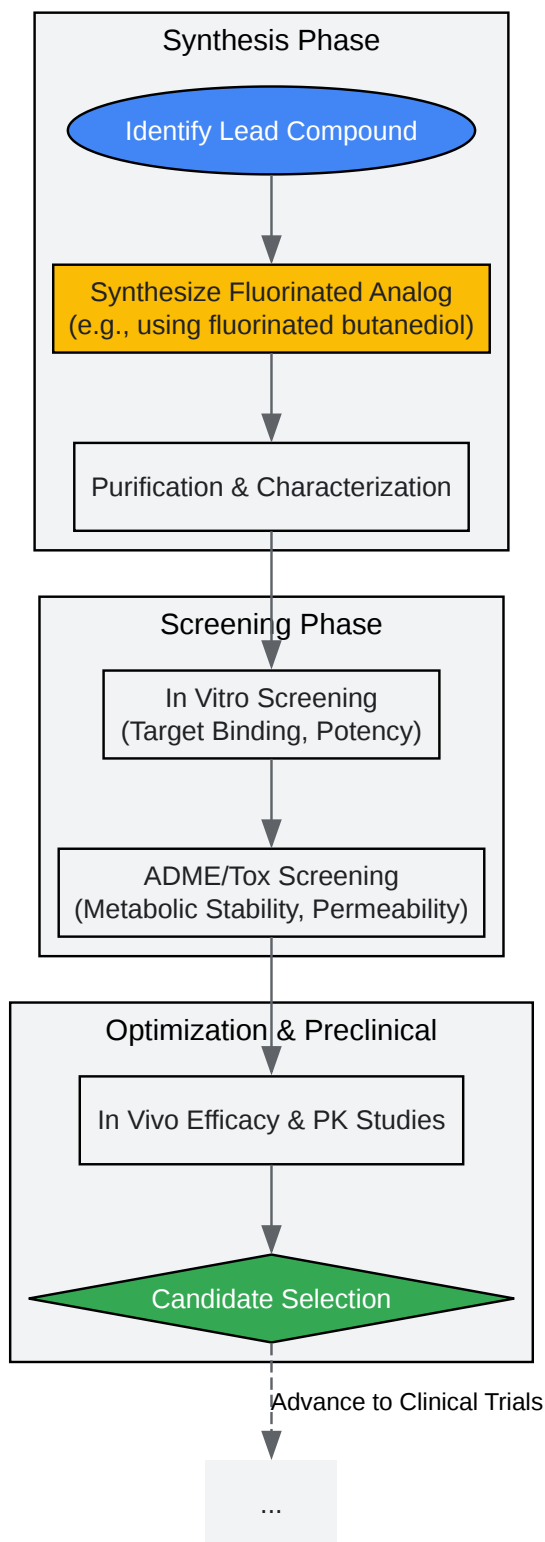 Synthesis Phase
Identify Lead Compound
Synthesize Fluorinated Analog
(e.g., using fluorinated butanediol)
Purification & Characterization
Screening Phase
In Vitro Screening
(Target Binding, Potency)
ADME/Tox Screening
(Metabolic Stability, Permeability)
Optimization & Preclinical
In Vivo Efficacy & PK Studies
Candidate Selection
Advance to Clinical Trials
...